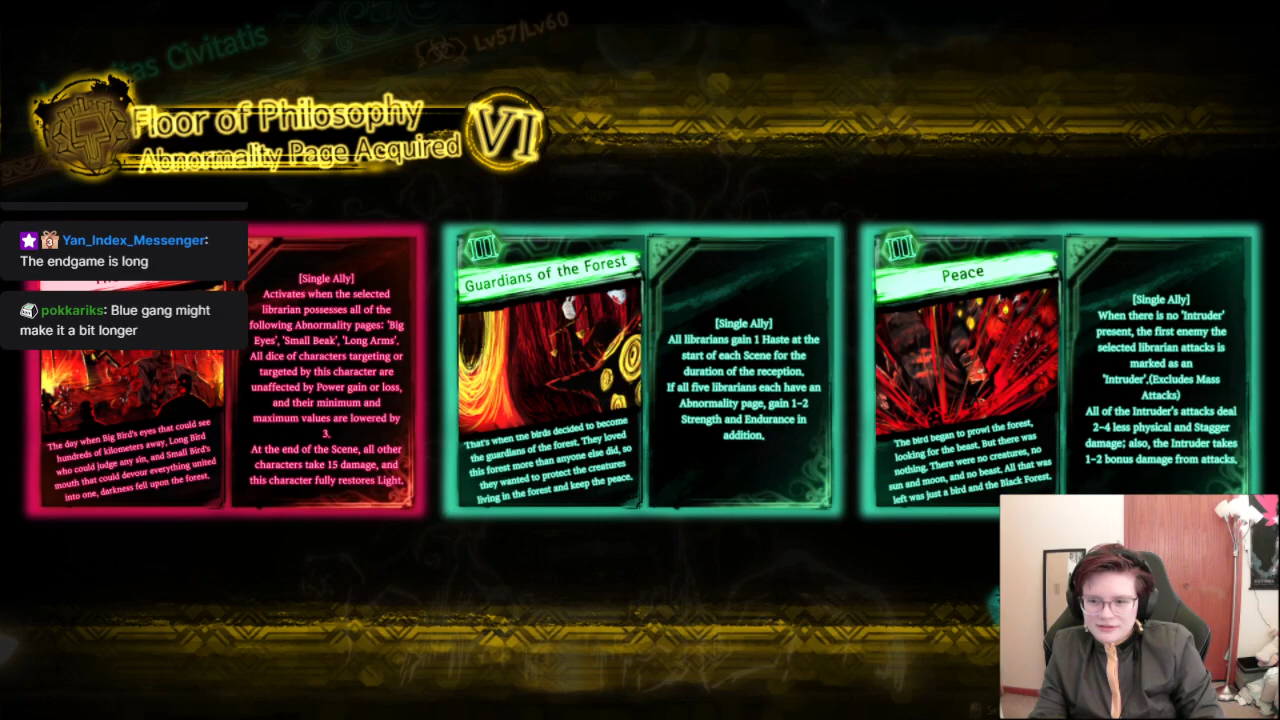 Lv57/Lv60
Floor of Philosophy
Abnormality Page Acquired
VI
Yan_Index_Messenger:
The endgame is long
pokkariks: Blue gang might
make it a bit longer
The day when Big Bird's eyes that could see
hundreds of kilometers away, Long Bird
who could judge any sin, and Small Bird's
mouth that could devour everything united
into one, darkness fell upon the forest.
[Single Ally]
Activates when the selected
librarian possesses all of the
following Abnormality pages: 'Big
Eyes', 'Small Beak', 'Long Arms'.
All dice of characters targeting or
targeted by this character are
unaffected by Power gain or loss,
and their minimum and
maximum values are lowered by
3.
At the end of the Scene, all other
characters take 15 damage, and
this character fully restores Light.
III
Guardians of the Forest
That's when the birds decided to become
the guardians of the forest. They loved
this forest more than anyone else did, so
they wanted to protect the creatures
living in the forest and keep the peace.
[Single Ally]
All librarians gain 1 Haste at the
start of each Scene for the
duration of the reception.
If all five librarians each have an
Abnormality page, gain 1-2
Strength and Endurance in
addition.
III
Peace
The bird began to prowl the forest,
looking for the beast. But there was
nothing. There were no creatures, no
sun and moon, and no beast. All that was
left was just a bird and the Black Forest.
[Single Ally]
When there is no 'Intruder'
present, the first enemy the
selected librarian attacks is
marked as an
'Intruder'.(Excludes Mass
Attacks)
All of the Intruder's attacks deal
2-4 less physical and Stagger
damage; also, the Intruder takes
1-2 bonus damage from attacks.